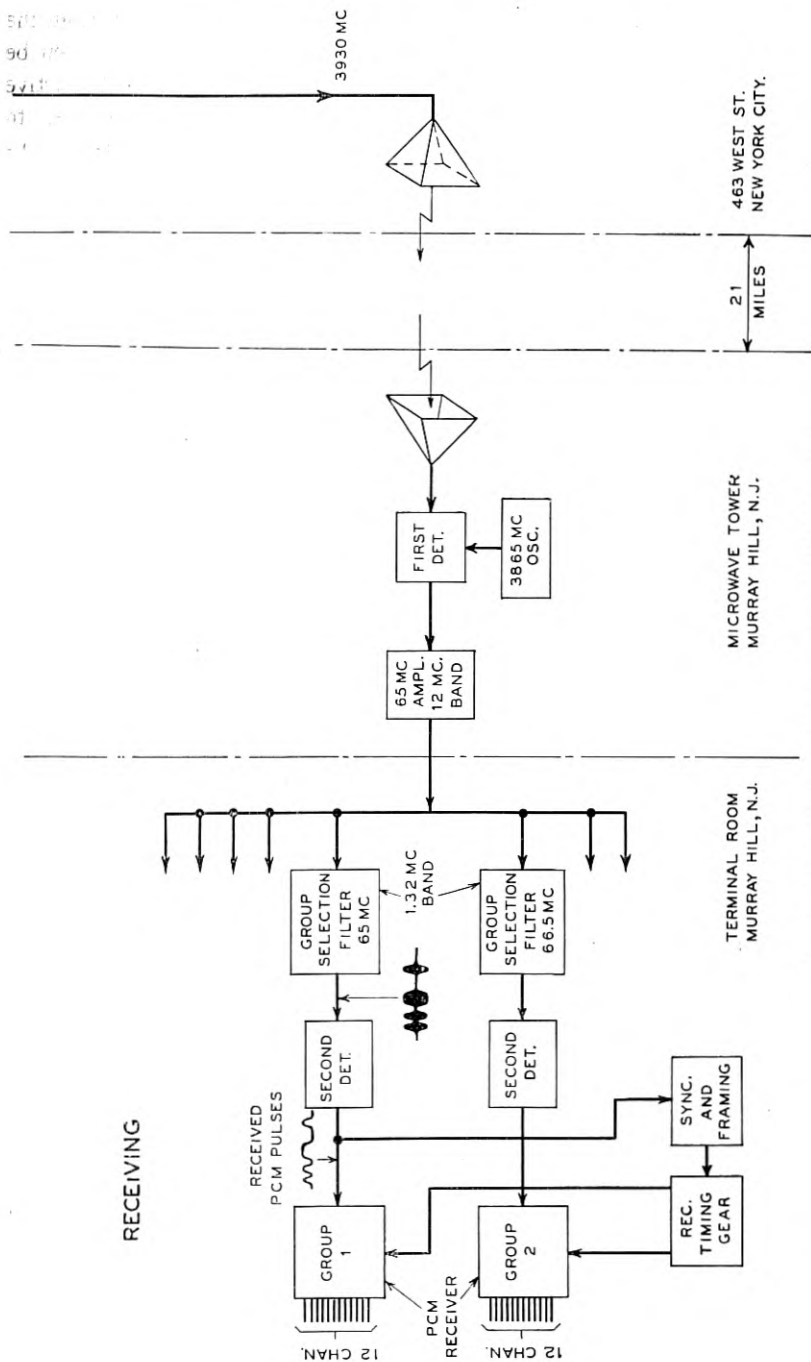 RECEIVING
12 CHAN.
GROUP
1
PCM
RECEIVER
12 CHAN.
GROUP
2
RECEIVED
PCM PULSES
SECOND DET.
SECOND DET.
REC.
TIMING
GEAR
SYNC.
AND
FRAMING
GROUP
SELECTION
FILTER
65 MC
1.32 MC
BAND
GROUP
SELECTION
FILTER
66.5 MC
TERMINAL ROOM
MURRAY HILL, N.J.
65 MC
AMPL.
12 MC.
BAND
FIRST
DET.
3865 MC
OSC.
MICROWAVE TOWER
MURRAY HILL, N.J.
21
MILES
3930 MC
463 WEST ST.
NEW YORK CITY.